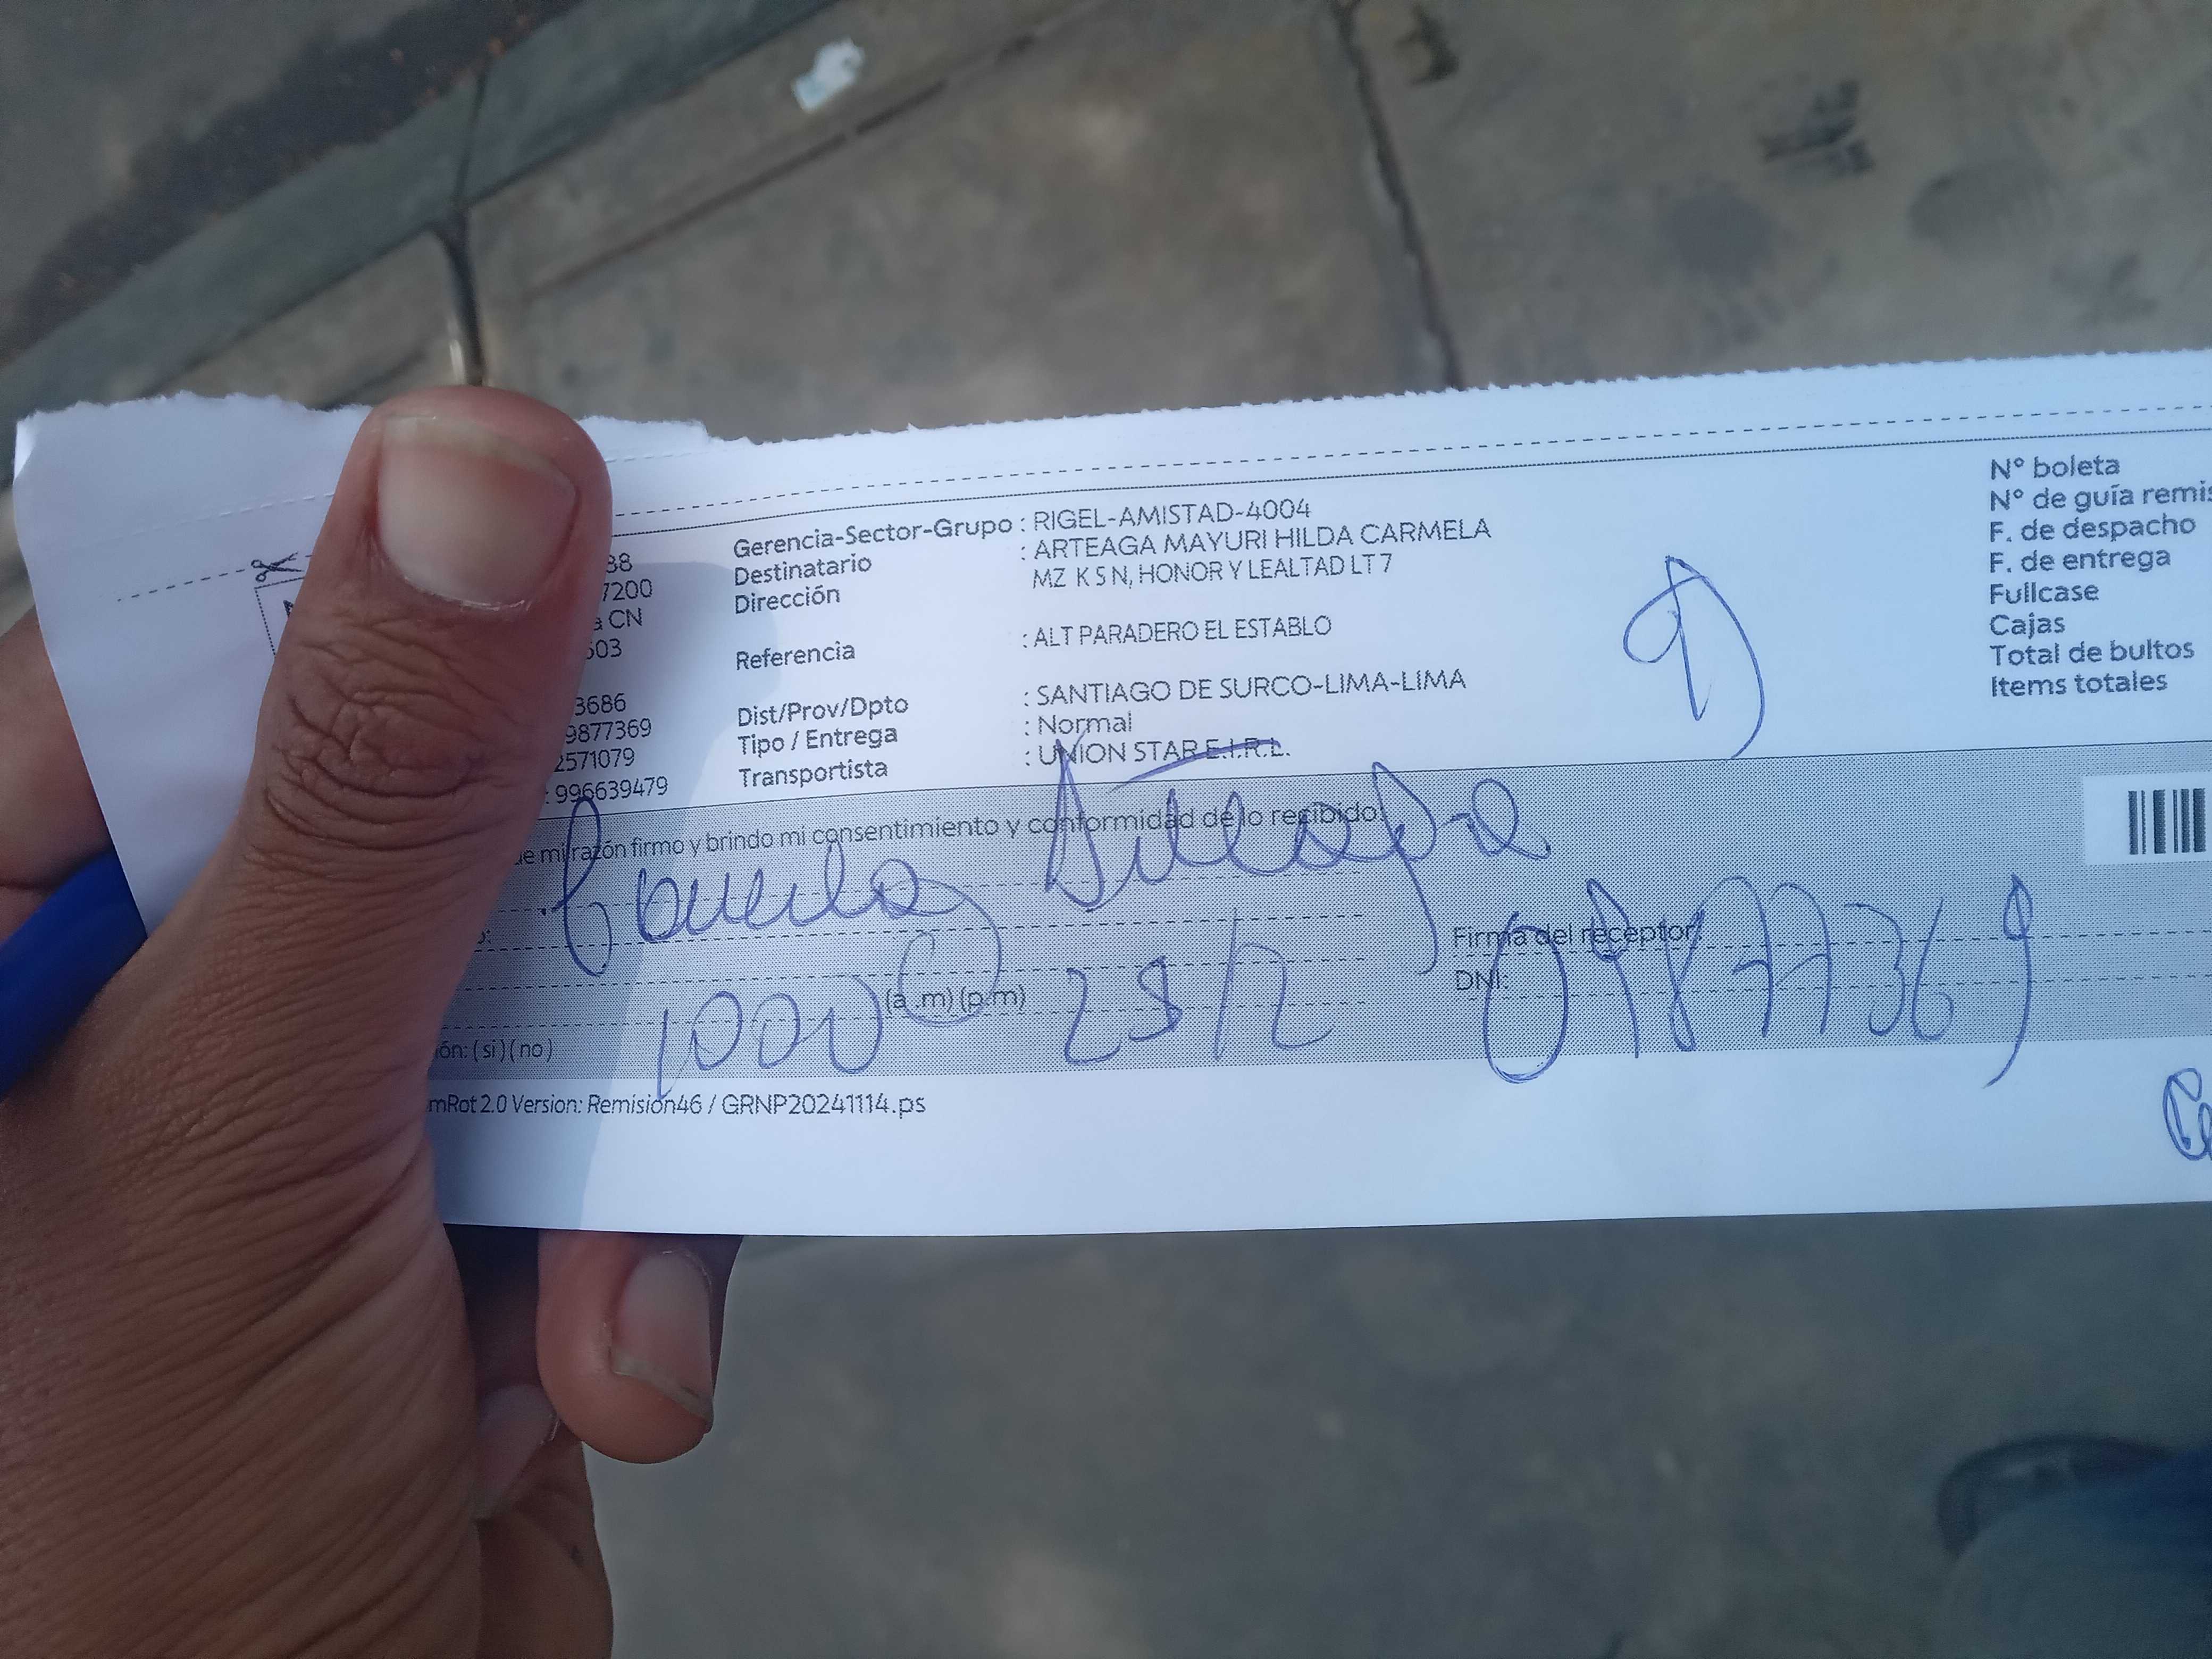 38
7200
a CN
503
3686
9877369
2571079
: 996639479
Gerencia-Sector-Grupo : RIGEL-AMISTAD-4004
Destinatario : ARTEAGA MAYURI HILDA CARMELA
Dirección MZ K S N, HONOR Y LEALTAD LT 7
Referencia : ALT PARADERO EL ESTABLO
Dist/Prov/Dpto : SANTIAGO DE SURCO-LIMA-LIMA
Tipo / Entrega : Normal
Transportista : UNION STAR E.I.R.L.
9
N° boleta
N° de guía remis
F. de despacho
F. de entrega
Fullcase
Cajas
Total de bultos
Items totales
ue mi razón firmo y brindo mi consentimiento y conformidad de lo recibido:
o:
Firma del receptor:
(a .m) (p.m)
28/2
DNI: 09877369
ión: ( si ) ( no )
mRot 2.0 Version: Remision46 / GRNP20241114.ps